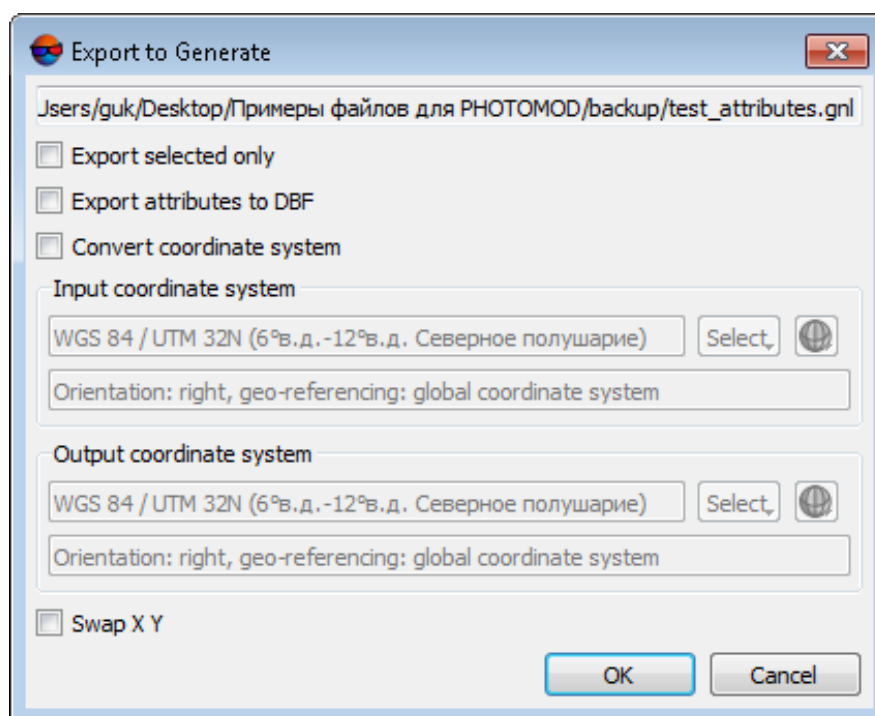 Export to Generate
Jsers/guk/Desktop/Примеры файлов для PHOTOMOD/backup/test_attributes.gnl
Export selected only
Export attributes to DBF
Convert coordinate system
Input coordinate system
WGS 84 / UTM 32N (6°в.д.-12°в.д. Северное полушарие) Select
Orientation: right, geo-referencing: global coordinate system
Output coordinate system
WGS 84 / UTM 32N (6°в.д.-12°в.д. Северное полушарие) Select
Orientation: right, geo-referencing: global coordinate system
Swap X Y
OK Cancel